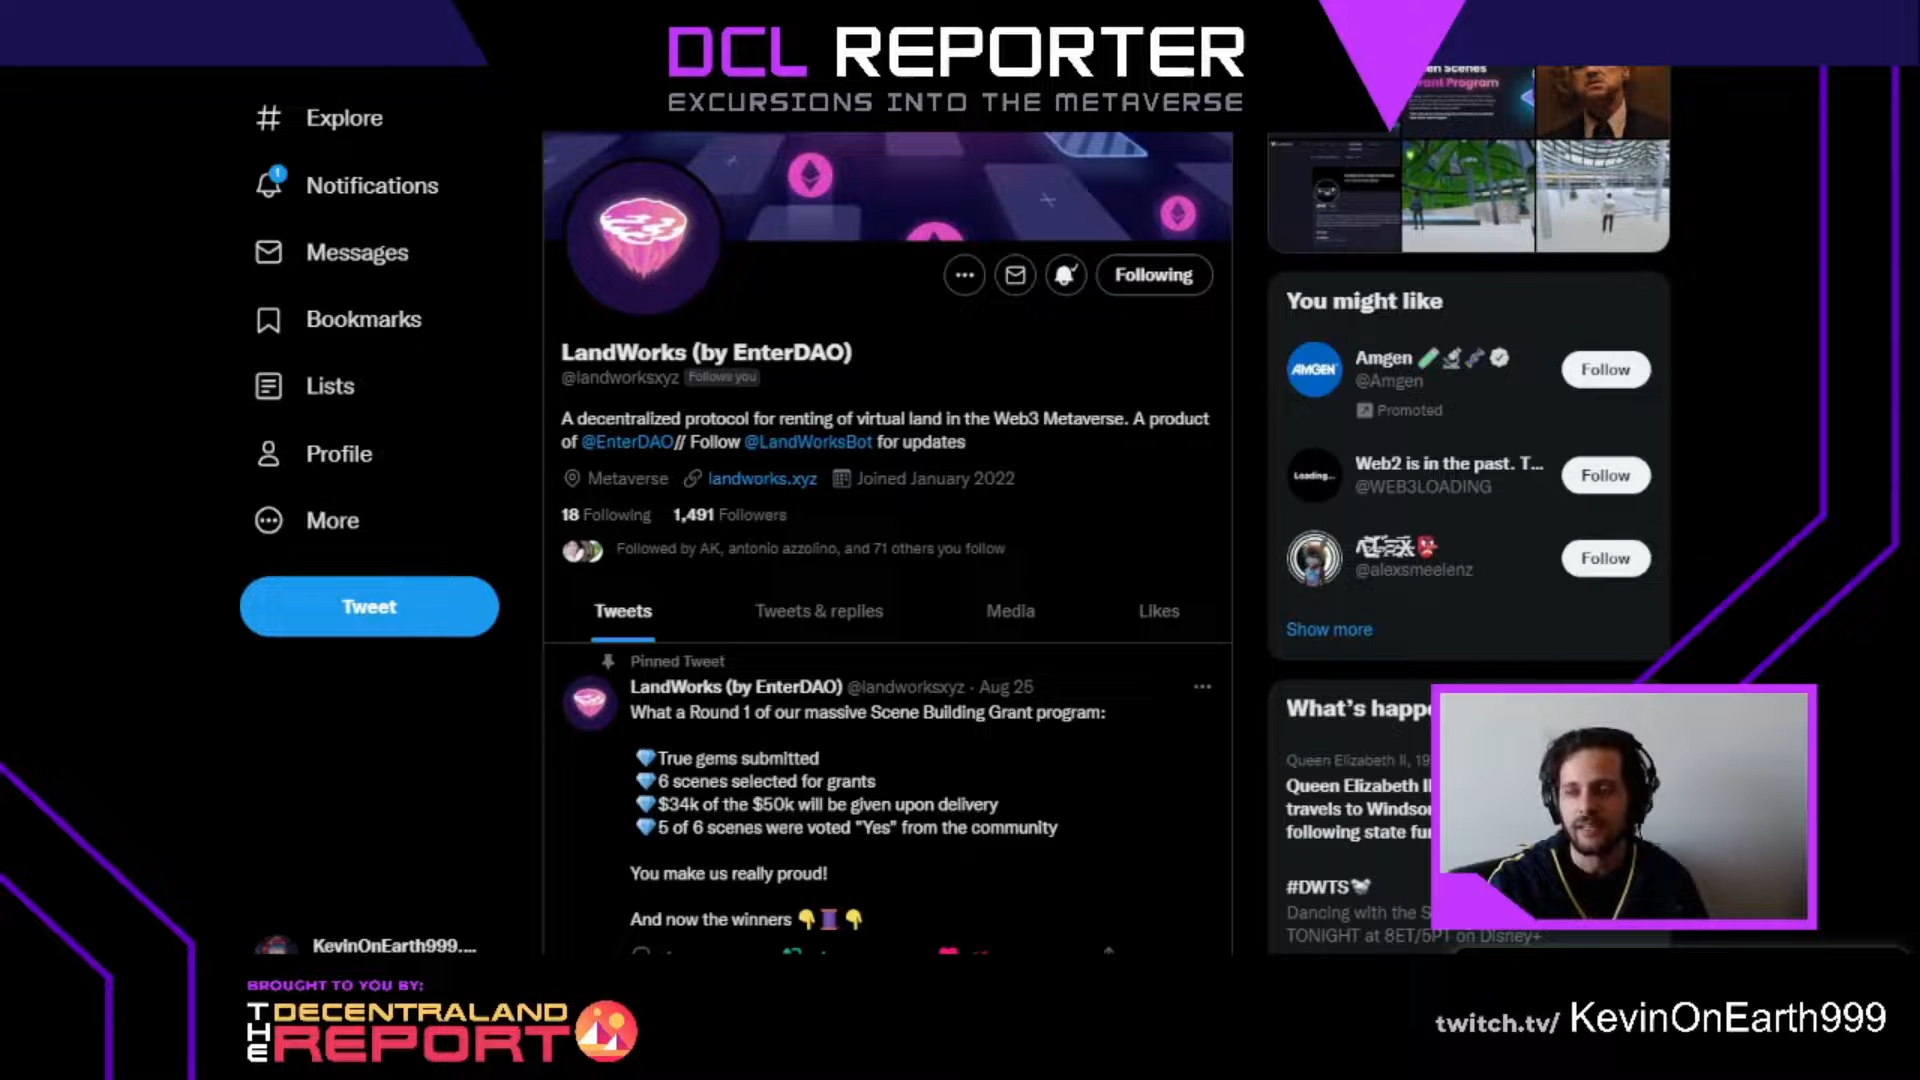 DCL REPORTER
EXCURSIONS INTO THE METAVERSE
Explore
1
Notifications
Messages
Bookmarks
Lists
Profile
More
Tweet
KevinOnEarth999....
Following
LandWorks (by EnterDAO)
@landworksxyz Follows you
A decentralized protocol for renting of virtual land in the Web3 Metaverse. A product
of @EnterDAO// Follow @LandWorksBot for updates
Metaverse landworks.xyz Joined January 2022
18 Following 1,491 Followers
Followed by AK, antonio azzolino, and 71 others you follow
Tweets Tweets & replies Media Likes
Pinned Tweet
LandWorks (by EnterDAO) @landworksxyz · Aug 25 ...
What a Round 1 of our massive Scene Building Grant program:
💎True gems submitted
💎6 scenes selected for grants
💎$34k of the $50k will be given upon delivery
💎5 of 6 scenes were voted "Yes" from the community
You make us really proud!
And now the winners 👇🧵👇
en Scenes
rant Program
You might like
AMGEN
Amgen
@Amgen
Promoted
Follow
Loading...
Web2 is in the past. T...
@WEB3LOADING
Follow
@alexsmeelenz
Follow
Show more
What's happe
Queen Elizabeth II, 19
Queen Elizabeth II
travels to Windsor
following state fu
#DWTS
Dancing with the S
TONIGHT at 8ET/5PT on Disney+
BROUGHT TO YOU BY:
THE DECENTRALAND
REPORT
twitch.tv/ KevinOnEarth999